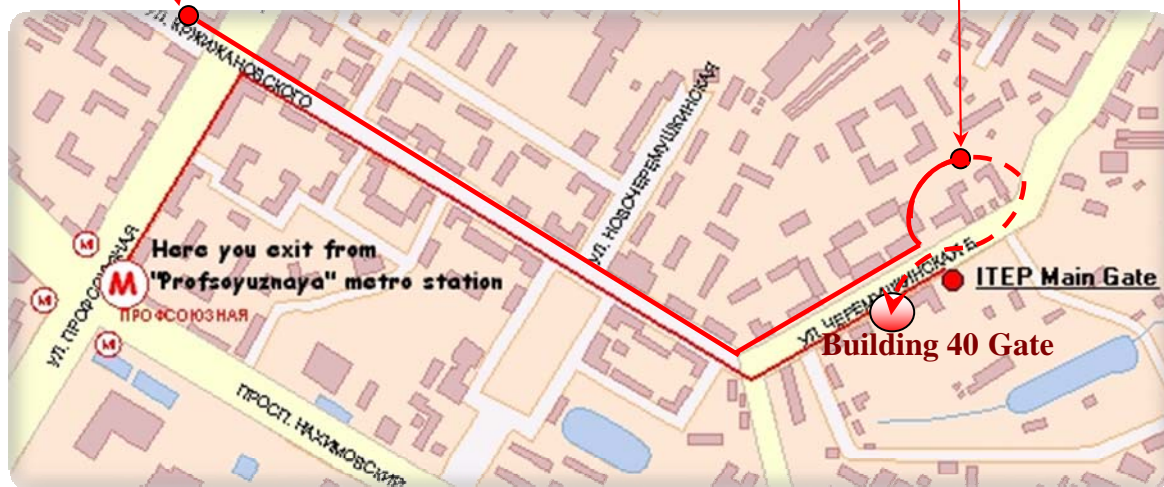 УЛ. КРЖИЖАНОВСКОГО
УЛ. НОВОЧЕРЕМУШКИНСКАЯ
УЛ. ПРОФСОЮЗНАЯ
М
Here you exit from
М
"Profsoyuznaya" metro station
М
ПРОФСОЮЗНАЯ
М
УЛ. ЧЕРЕМУШКИНСКАЯ Б.
ITEP Main Gate
Building 40 Gate
ПРОСП. НАХИМОВСКИЙ